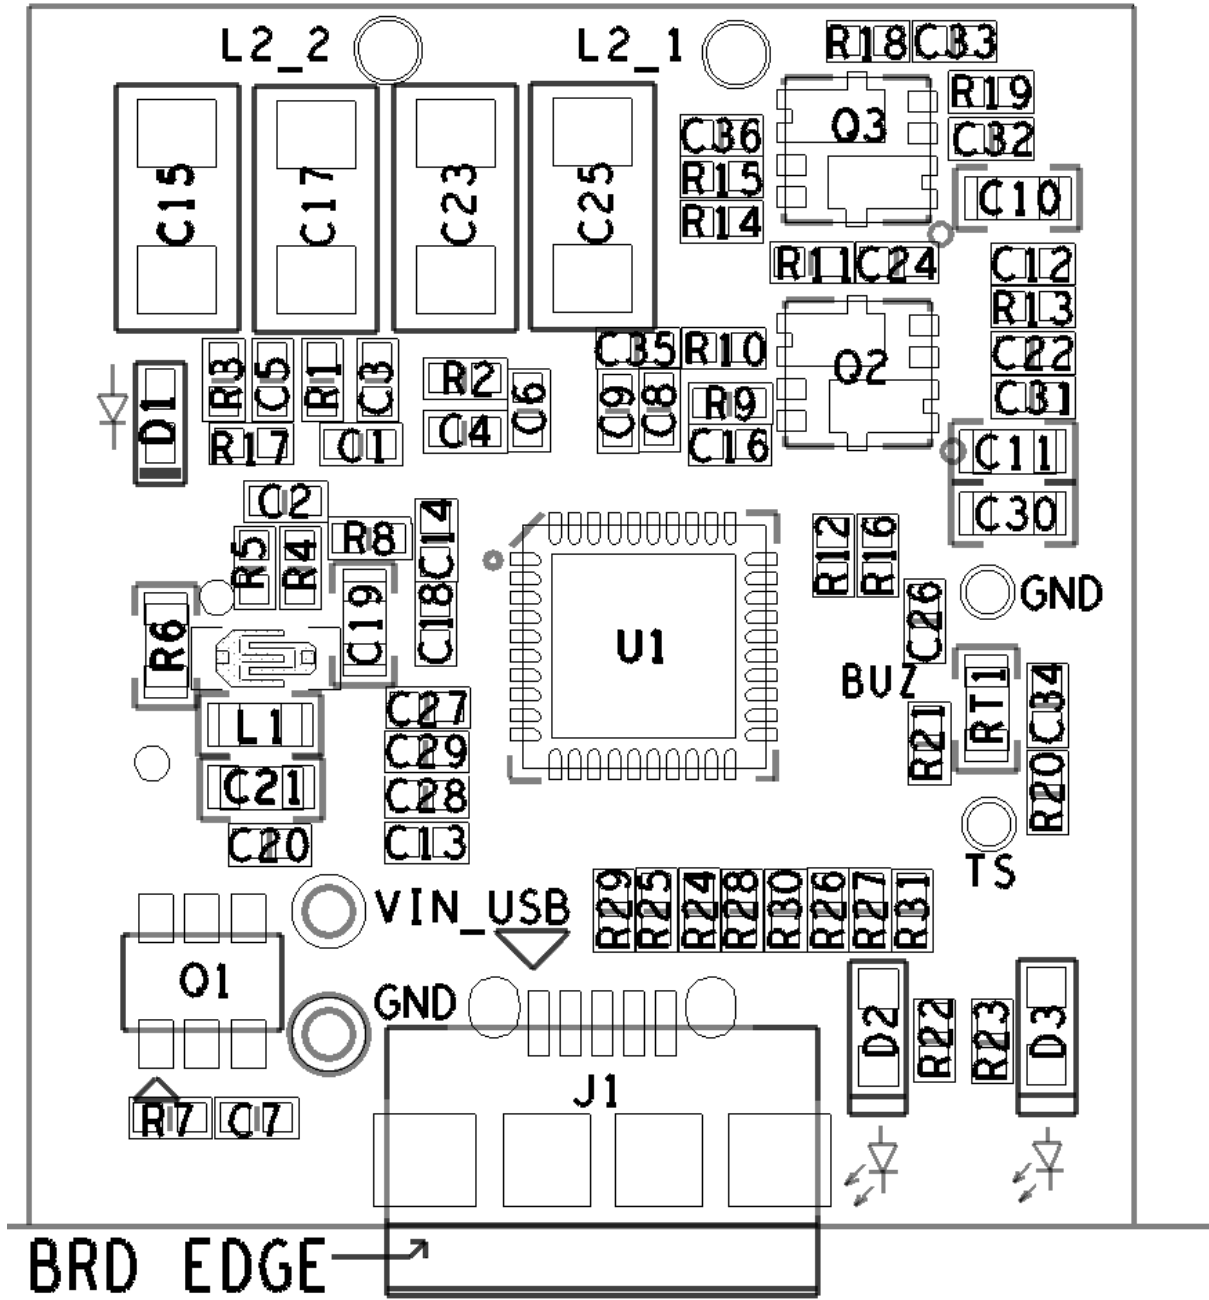 L2_2 L2_1 R18 C33
R19
Q3 C36 C32
R15
C15 C17 C23 C25 C10
R14
R11 C24 C12
R13
C35 R10 C22
Q2
R3 C5 R1 C3 R2 C6 C9 C8 R9 C31
D1
R17 C1 C4 C16 C11
C2 C30
R5 R4 R8 C14 R12 R16
GND
R6 C19 C18 U1 C26
BUZ RT1 C34
C27
L1 C29 R21
C21 C28 R20
C20 C13
TS
VIN_USB R29 R25 R24 R28 R30 R26 R27 R31
Q1 GND
D2 R22 R23 D3
J1
R7 C7
BRD EDGE